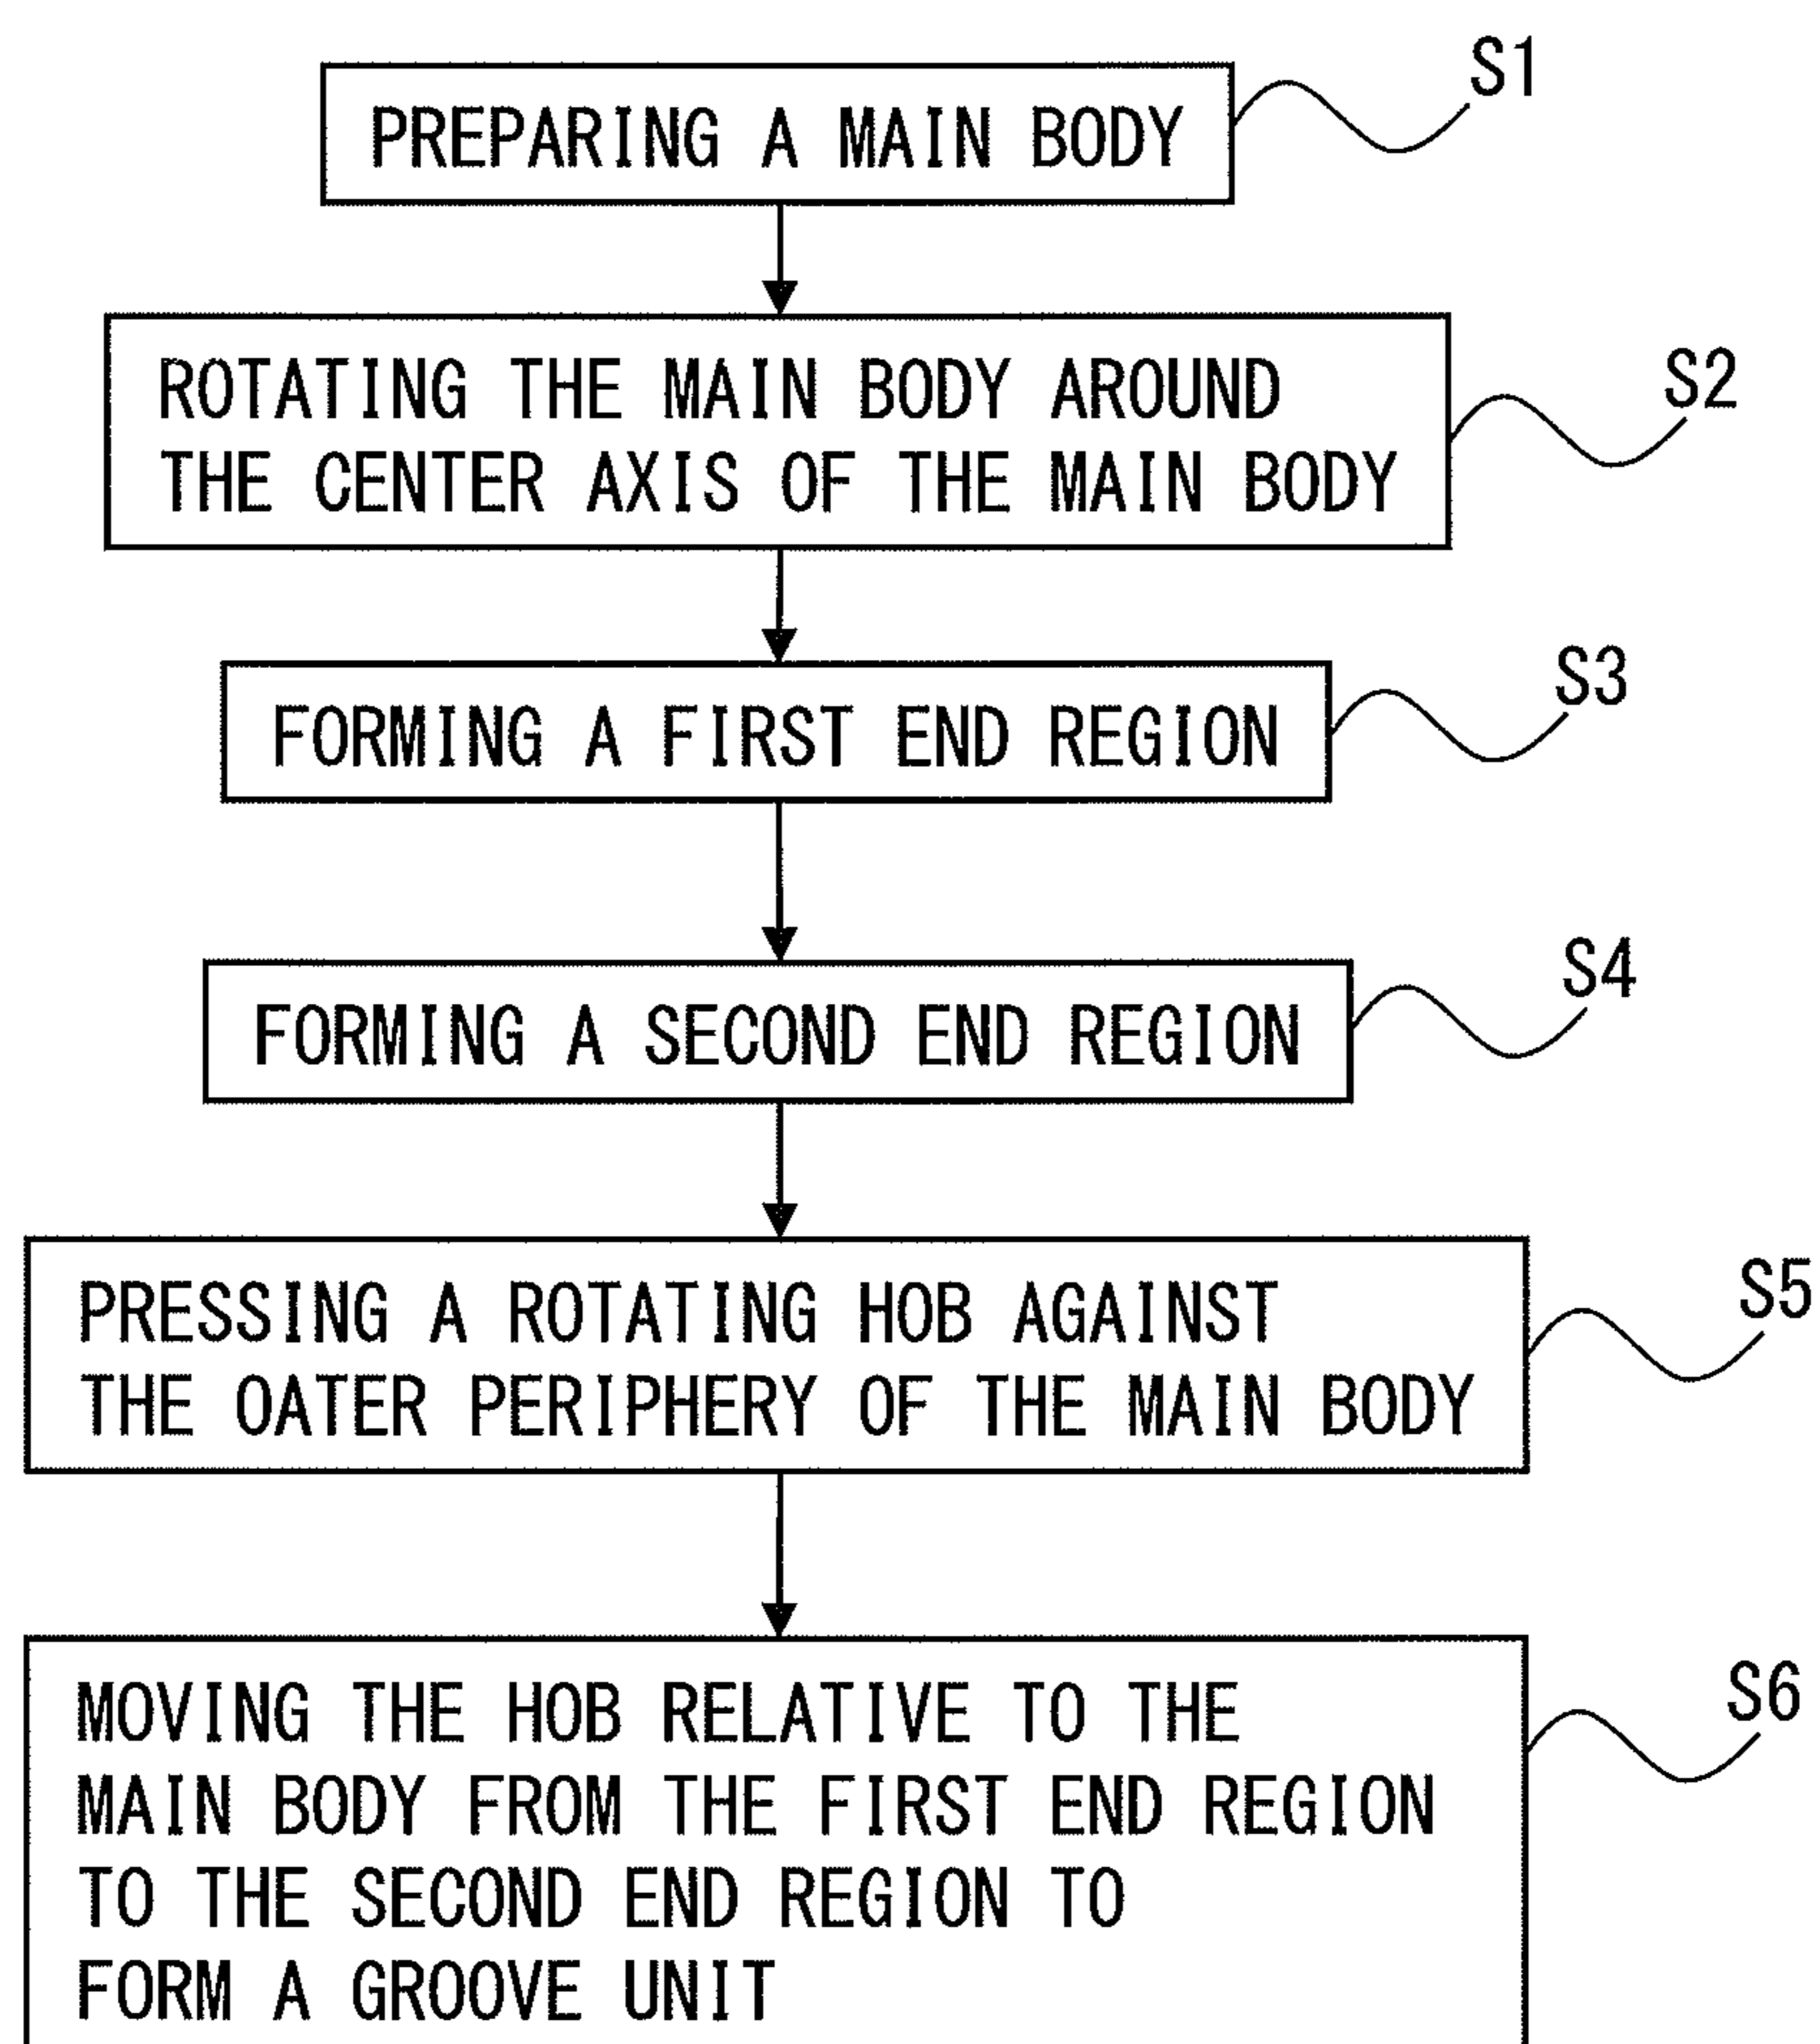 PREPARING A MAIN BODY
S1
ROTATING THE MAIN BODY AROUND
THE CENTER AXIS OF THE MAIN BODY
S2
FORMING A FIRST END REGION
S3
FORMING A SECOND END REGION
S4
PRESSING A ROTATING HOB AGAINST
THE OATER PERIPHERY OF THE MAIN BODY
S5
MOVING THE HOB RELATIVE TO THE
MAIN BODY FROM THE FIRST END REGION
TO THE SECOND END REGION TO
FORM A GROOVE UNIT
S6